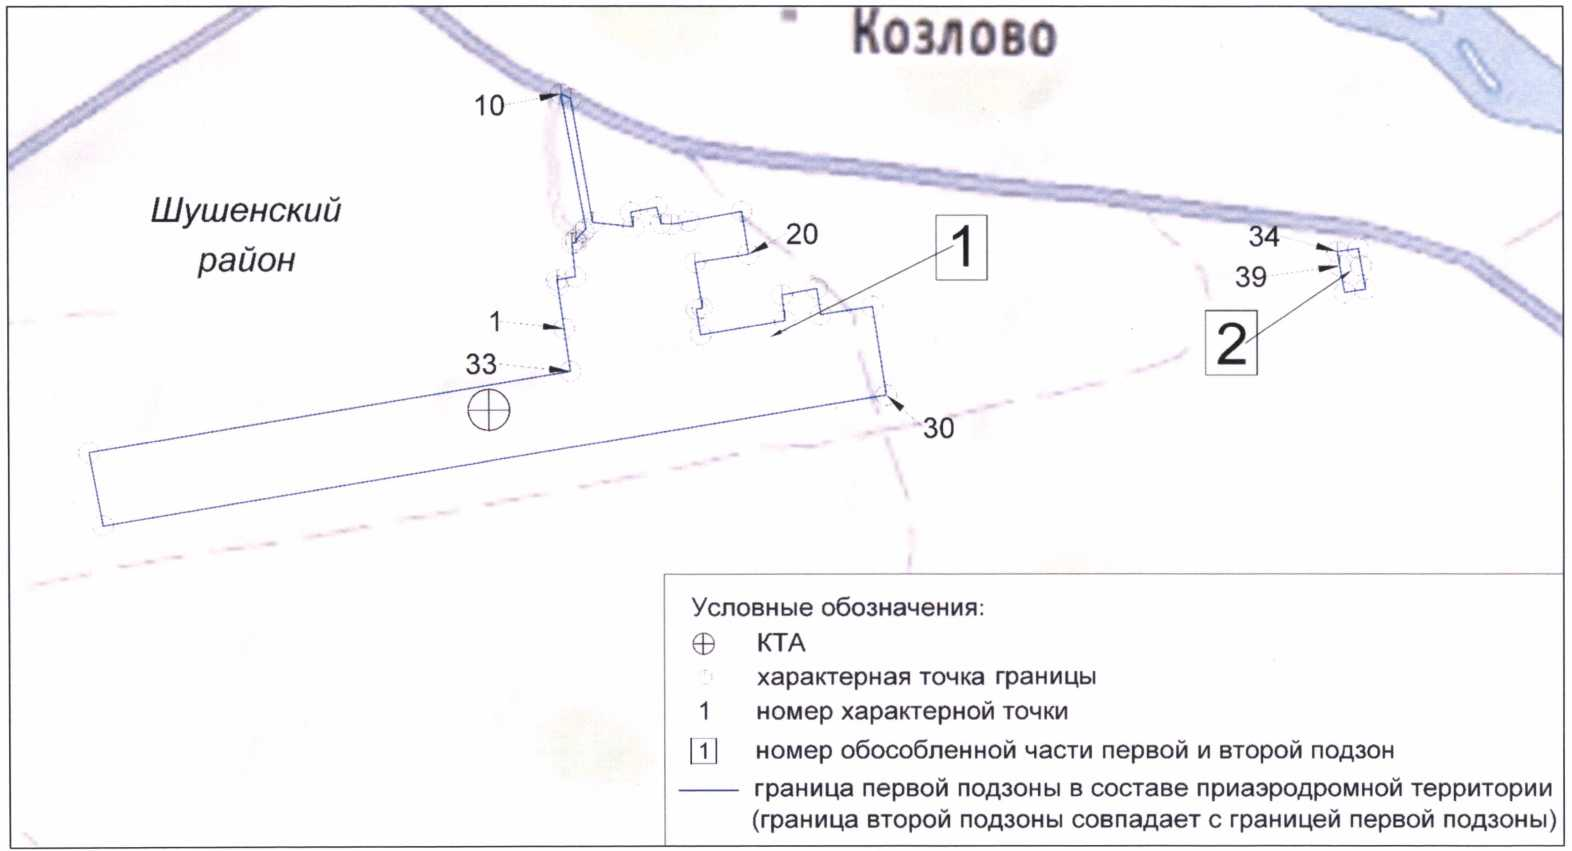 Козлово
10
Шушенский
район
20
1
34
39
1
2
33
30
Условные обозначения:
КТА
характерная точка границы
1 номер характерной точки
1 номер обособленной части первой и второй подзон
граница первой подзоны в составе приаэродромной территории
(граница второй подзоны совпадает с границей первой подзоны)